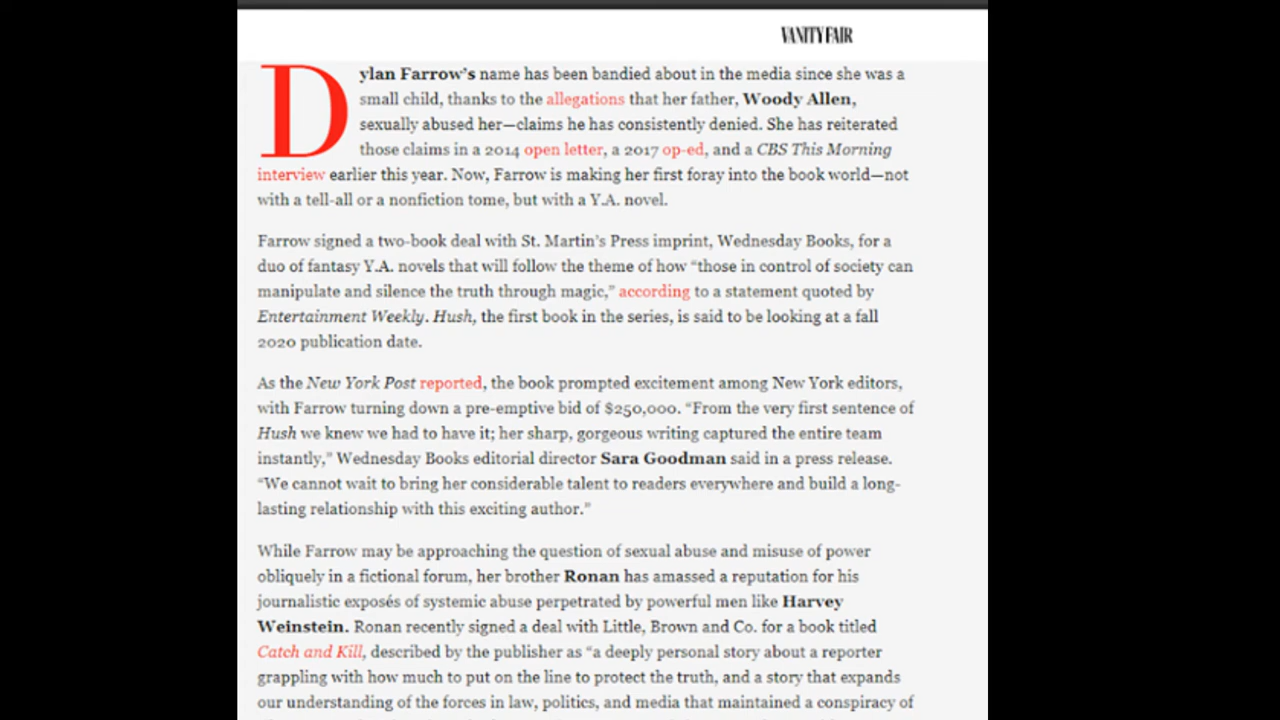 VANITY FAIR
Dylan Farrow's name has been bandied about in the media since she was a
small child, thanks to the allegations that her father, Woody Allen,
sexually abused her—claims he has consistently denied. She has reiterated
those claims in a 2014 open letter, a 2017 op-ed, and a CBS This Morning
interview earlier this year. Now, Farrow is making her first foray into the book world—not
with a tell-all or a nonfiction tome, but with a Y.A. novel.
Farrow signed a two-book deal with St. Martin's Press imprint, Wednesday Books, for a
duo of fantasy Y.A. novels that will follow the theme of how “those in control of society can
manipulate and silence the truth through magic,” according to a statement quoted by
Entertainment Weekly. Hush, the first book in the series, is said to be looking at a fall
2020 publication date.
As the New York Post reported, the book prompted excitement among New York editors,
with Farrow turning down a pre-emptive bid of $250,000. “From the very first sentence of
Hush we knew we had to have it; her sharp, gorgeous writing captured the entire team
instantly,” Wednesday Books editorial director Sara Goodman said in a press release.
“We cannot wait to bring her considerable talent to readers everywhere and build a long-
lasting relationship with this exciting author.”
While Farrow may be approaching the question of sexual abuse and misuse of power
obliquely in a fictional forum, her brother Ronan has amassed a reputation for his
journalistic exposés of systemic abuse perpetrated by powerful men like Harvey
Weinstein. Ronan recently signed a deal with Little, Brown and Co. for a book titled
Catch and Kill, described by the publisher as “a deeply personal story about a reporter
grappling with how much to put on the line to protect the truth, and a story that expands
our understanding of the forces in law, politics, and media that maintained a conspiracy of